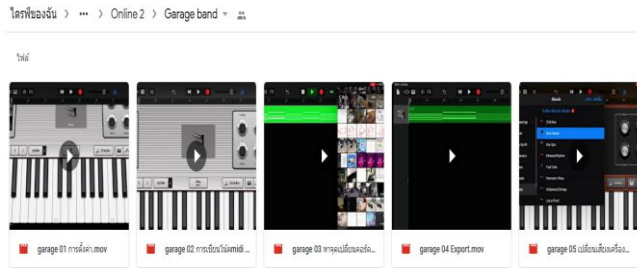 ไดรฟ์ของฉัน > ••• > Online 2 > Garage band
ไฟล์
garage 01 การตั้งค่า.mov
garage 02 การเขียนโน้ตmidi ...
garage 03 หาจุดเปลี่ยนคอร์ด...
garage 04 Export.mov
garage 05 เปลี่ยนเสียงเครื่อง...